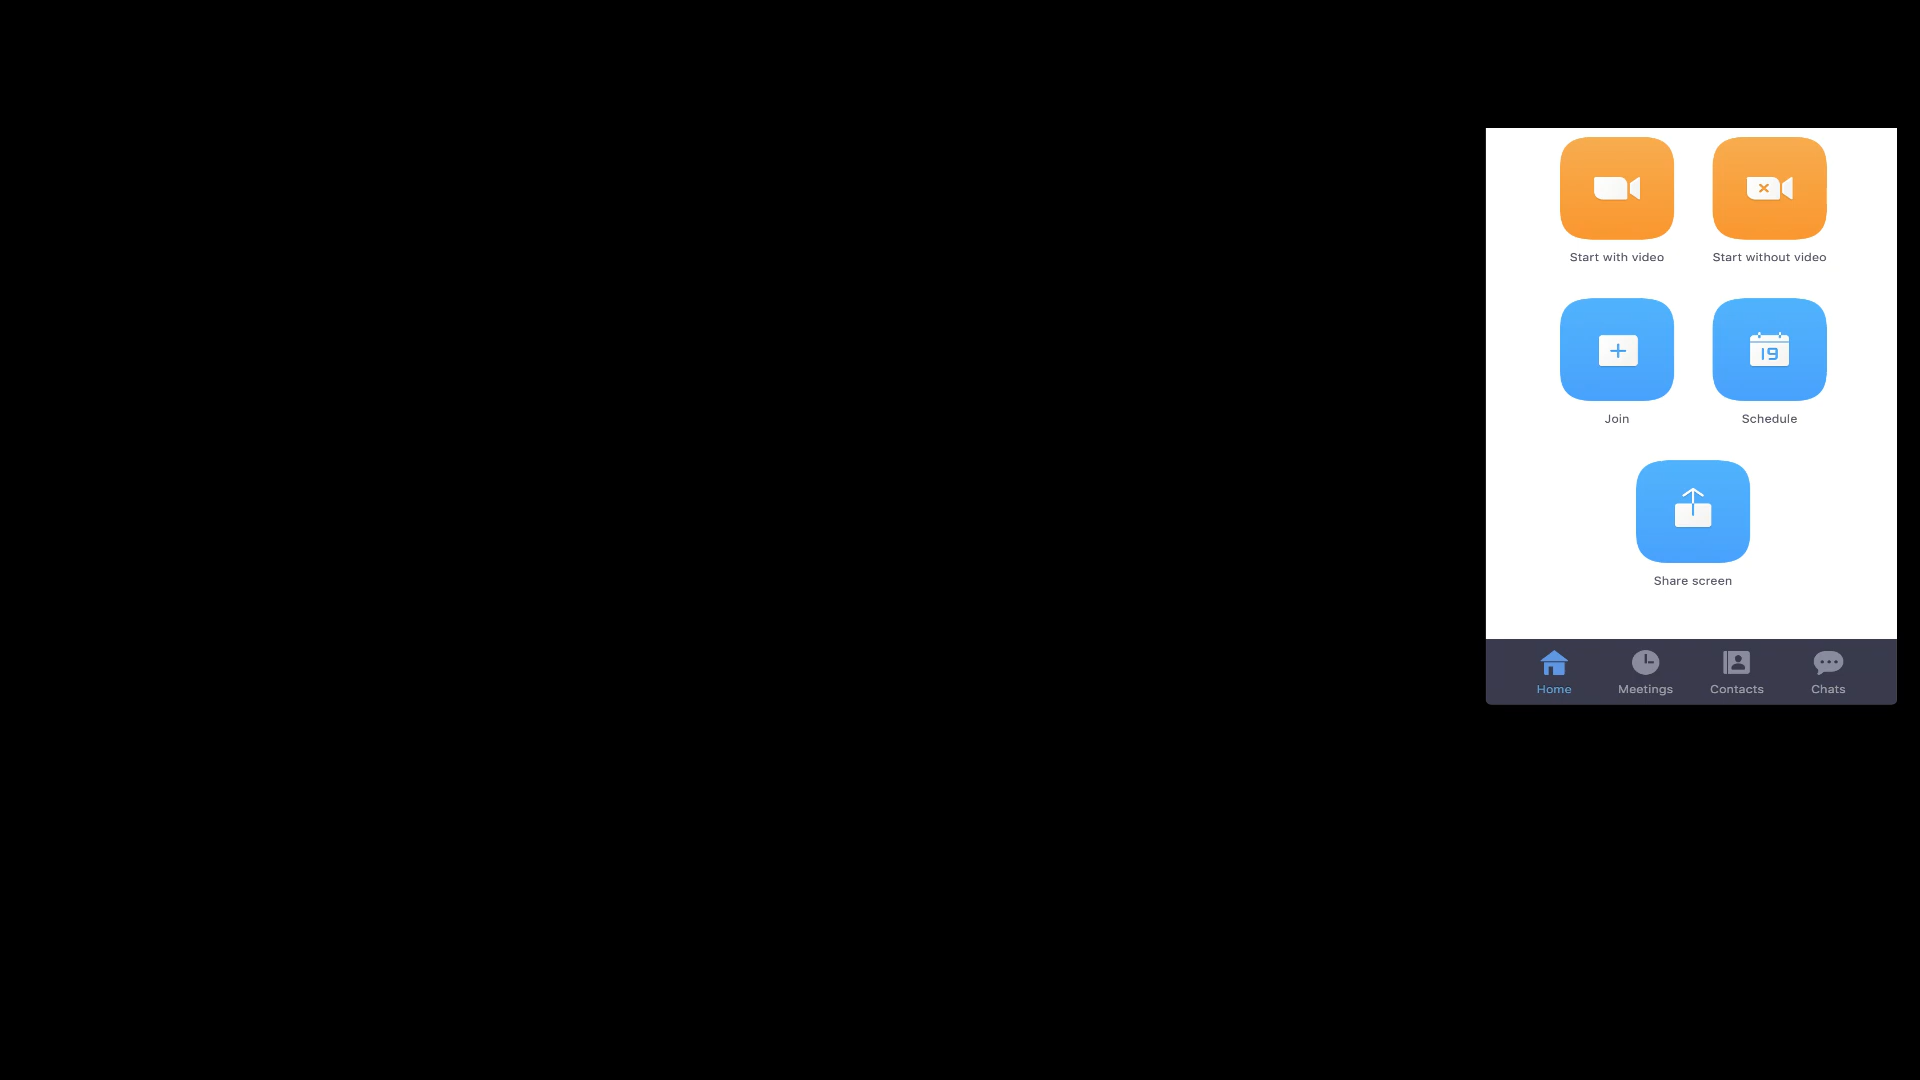 Start with video
Start without video
Join
Schedule
Share screen
Home
Meetings
Contacts
Chats
19